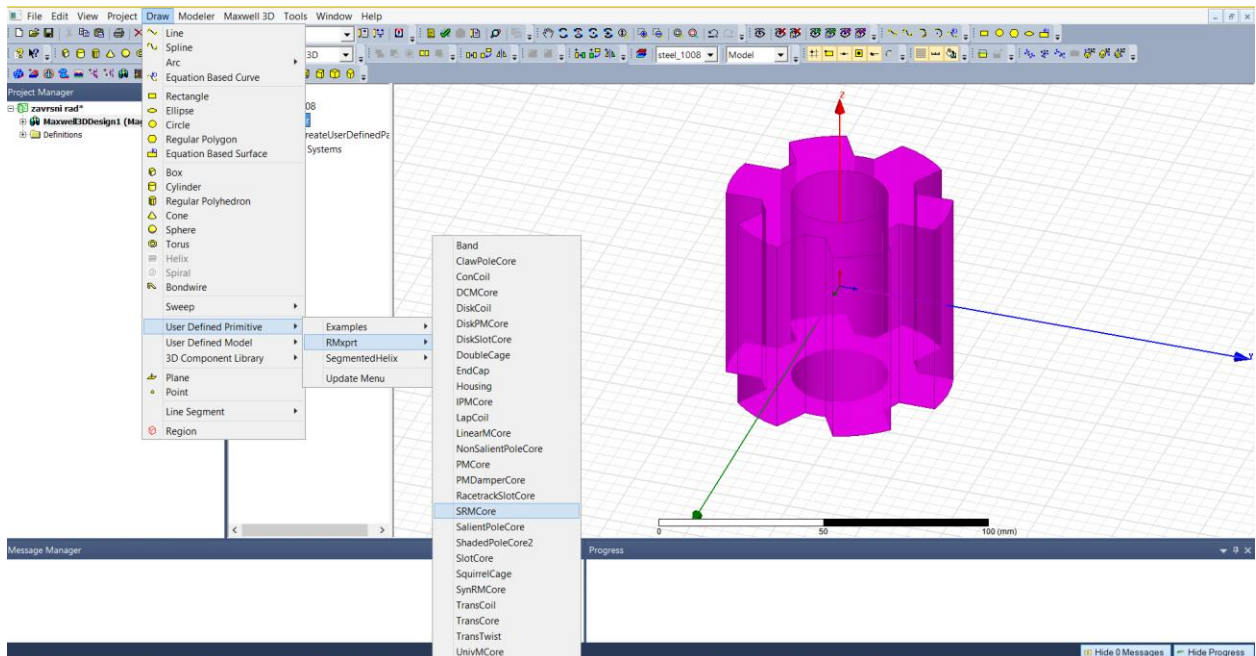 File Edit View Project Draw Modeler Maxwell 3D Tools Window Help
3D
steel_1008
Model
Project Manager
zavrsni rad*
Maxwell3DDesign1 (Ma
Definitions
08
reateUserDefinedPa
Systems
Line
Spline
Arc
Equation Based Curve
Rectangle
Ellipse
Circle
Regular Polygon
Equation Based Surface
Box
Cylinder
Regular Polyhedron
Cone
Sphere
Torus
Helix
Spiral
Bondwire
Sweep
User Defined Primitive
User Defined Model
3D Component Library
Plane
Point
Line Segment
Region
Examples
RMxprt
SegmentedHelix
Update Menu
Band
ClawPoleCore
ConCoil
DCMCore
DiskCoil
DiskPMCore
DiskSlotCore
DoubleCage
EndCap
Housing
IPMCore
LapCoil
LinearMCore
NonSalientPoleCore
PMCore
PMDamperCore
RacetrackSlotCore
SRMCore
SalientPoleCore
ShadedPoleCore2
SlotCore
SquirrelCage
SynRMCore
TransCoil
TransCore
TransTwist
UnivMCore
z
y
0 50 100 (mm)
Message Manager
Progress
Hide 0 Messages Hide Progress